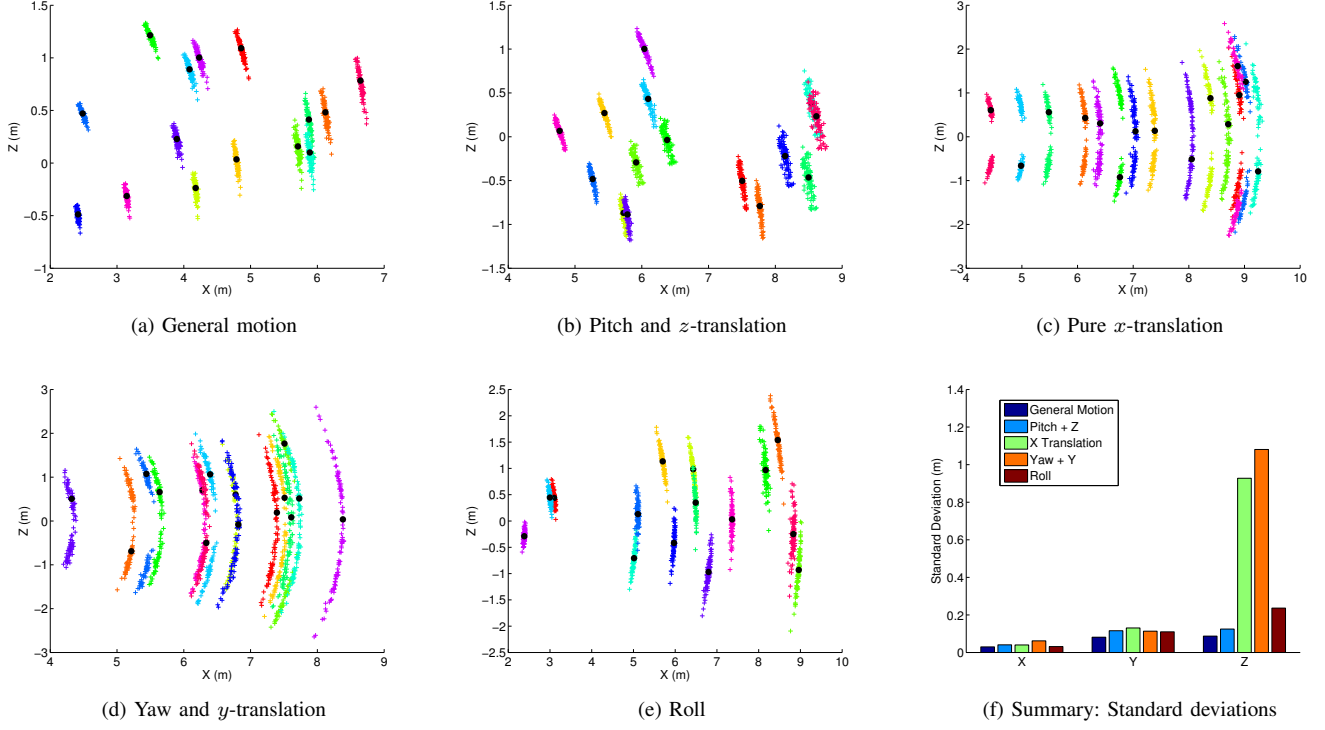 1.5
1
0.5
0
−0.5
−1
Z (m)
2 3 4 5 6 7
X (m)
(a) General motion
1.5
1
0.5
0
−0.5
−1
−1.5
Z (m)
4 5 6 7 8 9
X (m)
(b) Pitch and z-translation
3
2
1
0
−1
−2
−3
Z (m)
4 5 6 7 8 9 10
X (m)
(c) Pure x-translation
3
2
1
0
−1
−2
−3
Z (m)
4 5 6 7 8 9
X (m)
(d) Yaw and y-translation
2.5
2
1.5
1
0.5
0
−0.5
−1
−1.5
−2
−2.5
Z (m)
2 3 4 5 6 7 8 9 10
X (m)
(e) Roll
1.4
1.2
1
0.8
0.6
0.4
0.2
0
Standard Deviation (m)
General Motion
Pitch + Z
X Translation
Yaw + Y
Roll
X Y Z
(f) Summary: Standard deviations